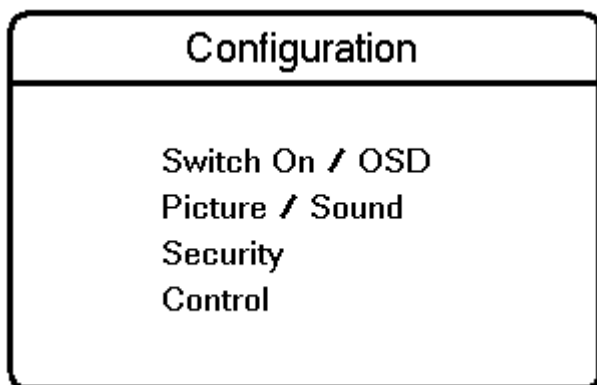 Configuration
Switch On / OSD
Picture / Sound
Security
Control